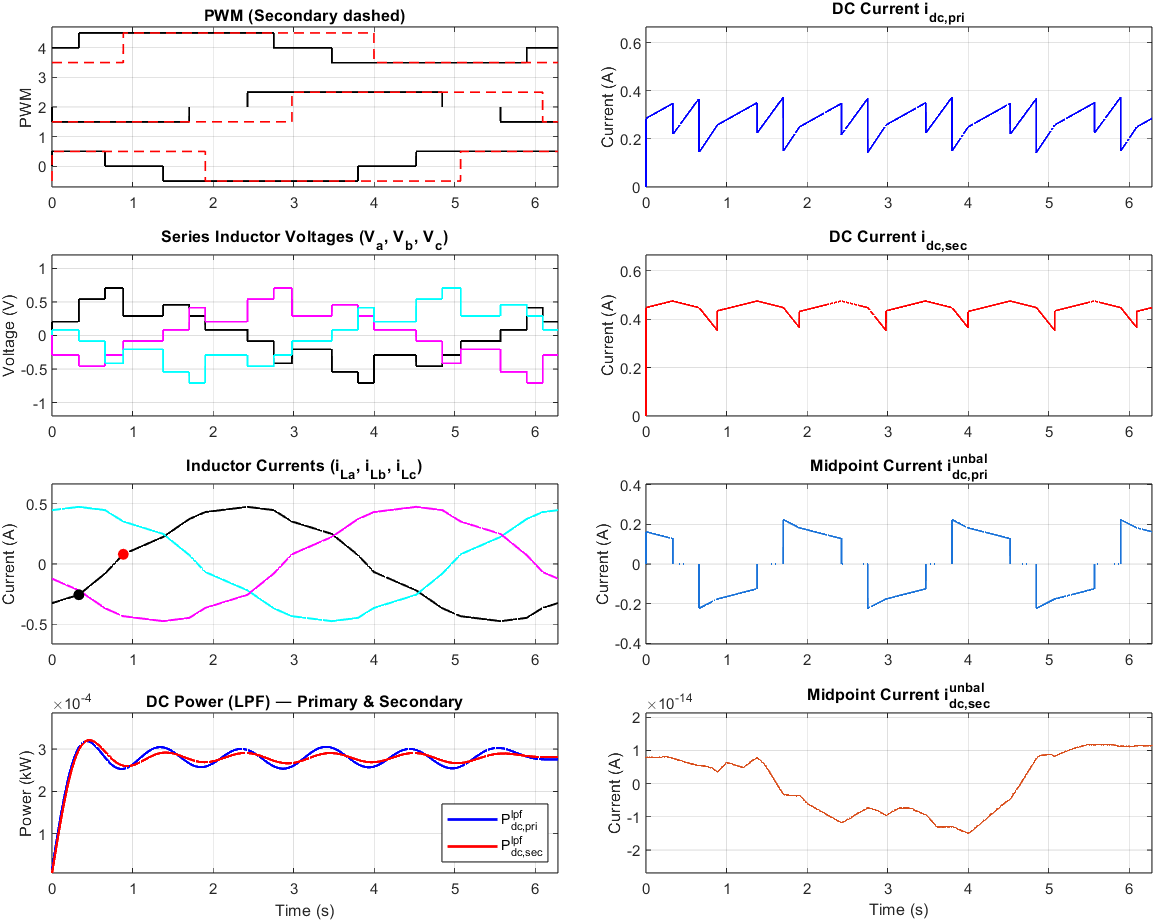 PWM (Secondary dashed)
PWM
4
3
2
1
0
0 1 2 3 4 5 6
DC Current i_dc,pri
Current (A)
0.6
0.4
0.2
0
0 1 2 3 4 5 6
Series Inductor Voltages (V_a, V_b, V_c)
Voltage (V)
1
0.5
0
-0.5
-1
0 1 2 3 4 5 6
DC Current i_dc,sec
Current (A)
0.6
0.4
0.2
0
0 1 2 3 4 5 6
Inductor Currents (i_La, i_Lb, i_Lc)
Current (A)
0.5
0
-0.5
0 1 2 3 4 5 6
Midpoint Current i_dc,pri^unbal
Current (A)
0.4
0.2
0
-0.2
-0.4
0 1 2 3 4 5 6
DC Power (LPF) — Primary & Secondary
×10^-4
Power (kW)
3
2
1
P_dc,pri^lpf
P_dc,sec^lpf
0 1 2 3 4 5 6
Time (s)
Midpoint Current i_dc,sec^unbal
×10^-14
Current (A)
2
1
0
-1
-2
0 1 2 3 4 5 6
Time (s)